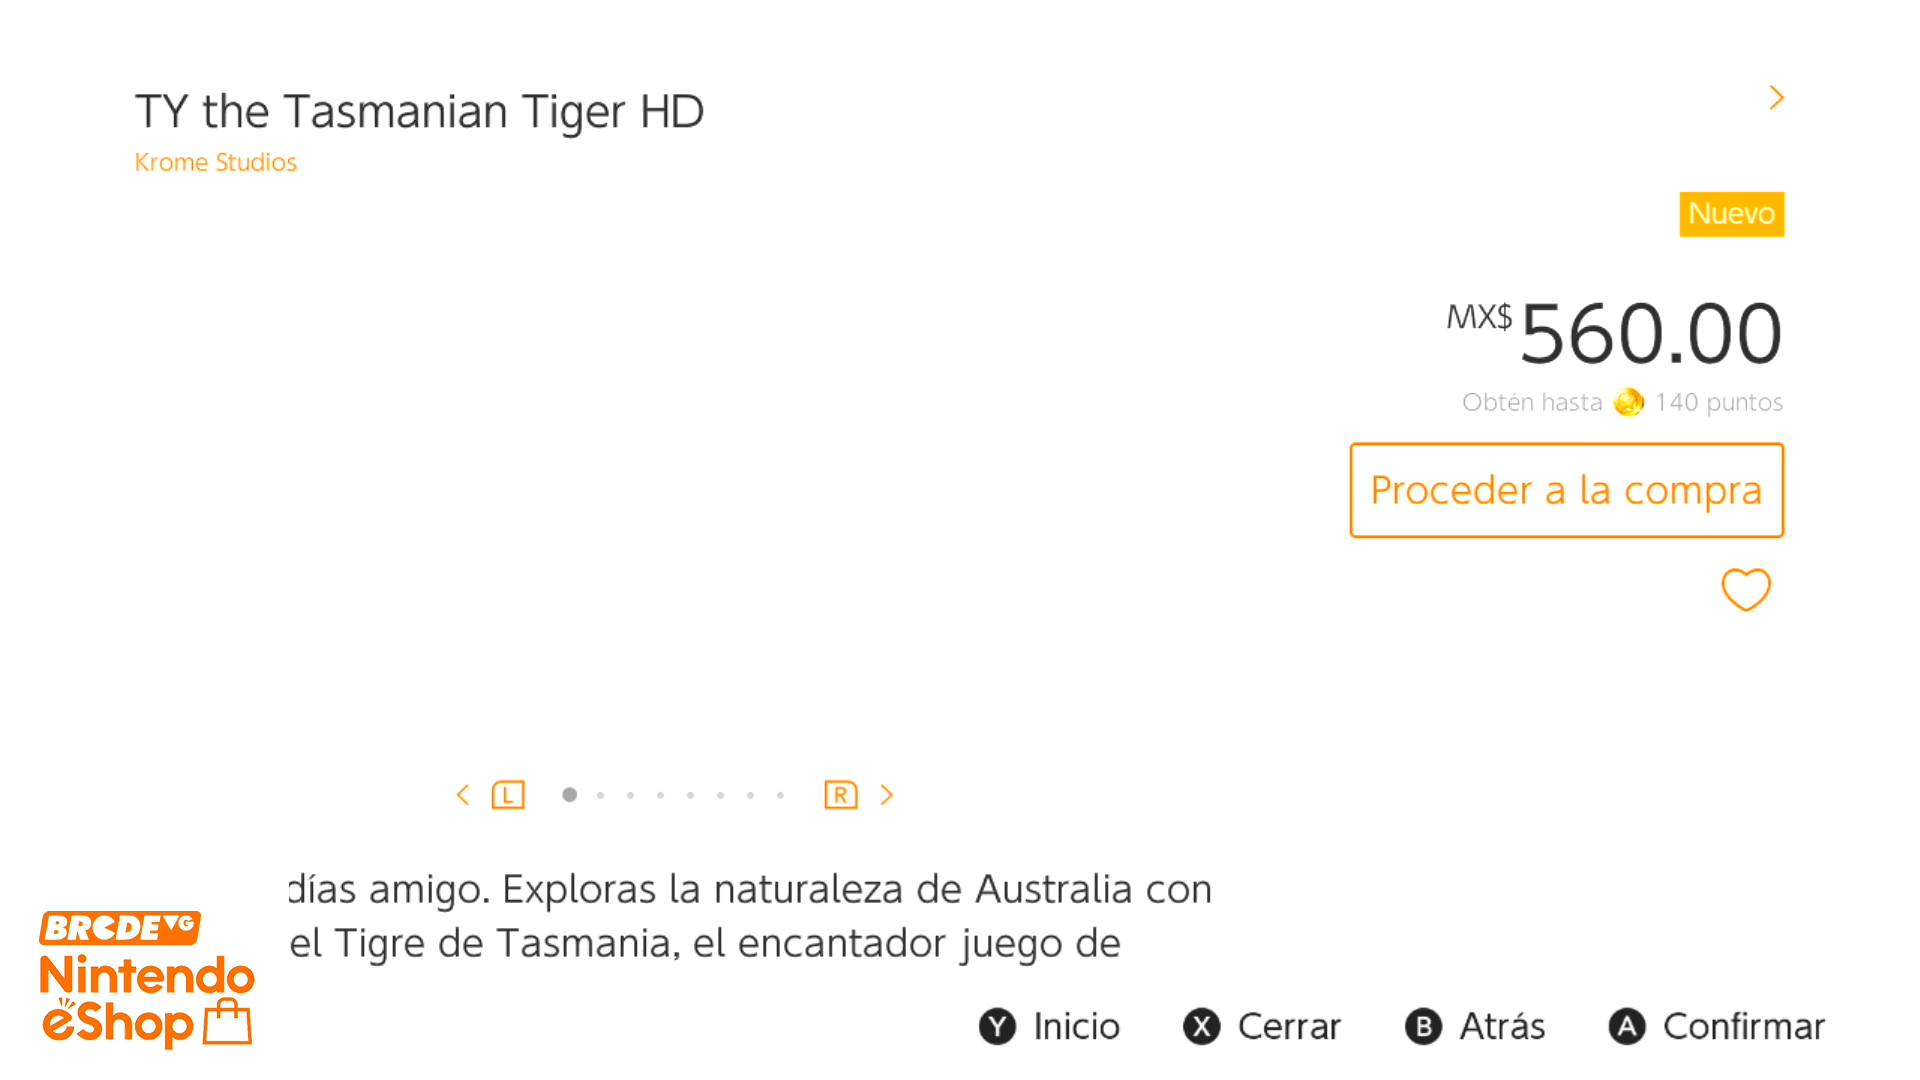 TY the Tasmanian Tiger HD
Krome Studios
Nuevo
MX$560.00
Obtén hasta 140 puntos
Proceder a la compra
L
R
días amigo. Exploras la naturaleza de Australia con
el Tigre de Tasmania, el encantador juego de
BRCDEVG
Nintendo
eShop
Y Inicio
X Cerrar
B Atrás
A Confirmar